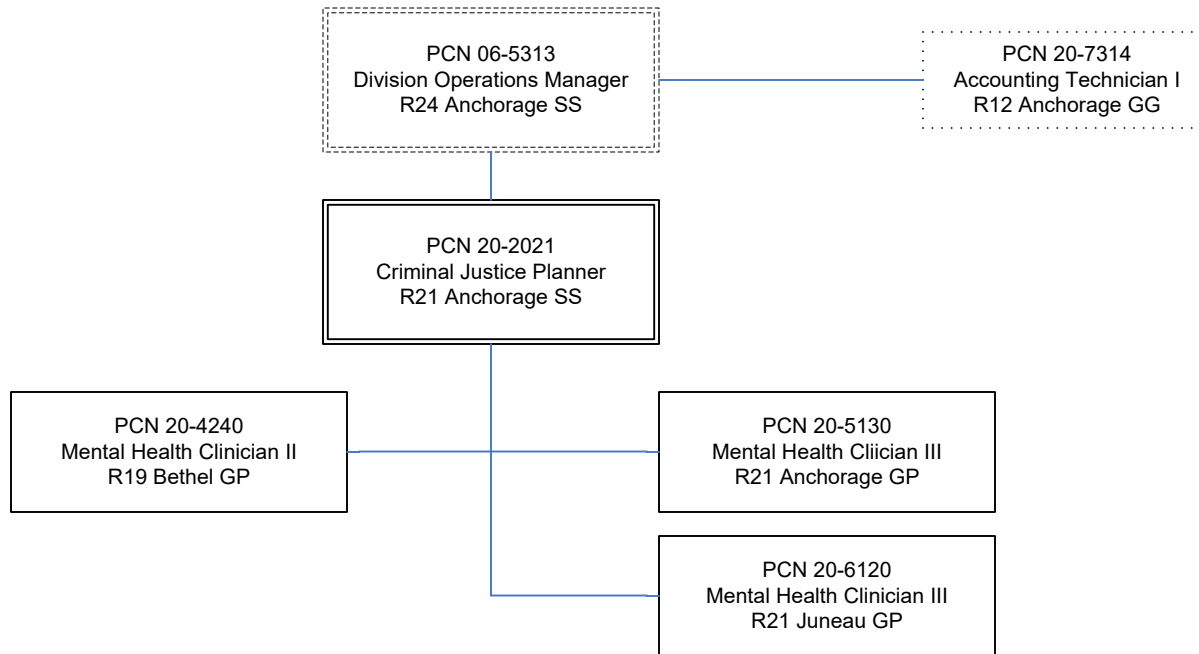 PCN 06-5313
Division Operations Manager
R24 Anchorage SS
PCN 20-7314
Accounting Technician I
R12 Anchorage GG
PCN 20-2021
Criminal Justice Planner
R21 Anchorage SS
PCN 20-4240
Mental Health Clinician II
R19 Bethel GP
PCN 20-5130
Mental Health Cliician III
R21 Anchorage GP
PCN 20-6120
Mental Health Clinician III
R21 Juneau GP